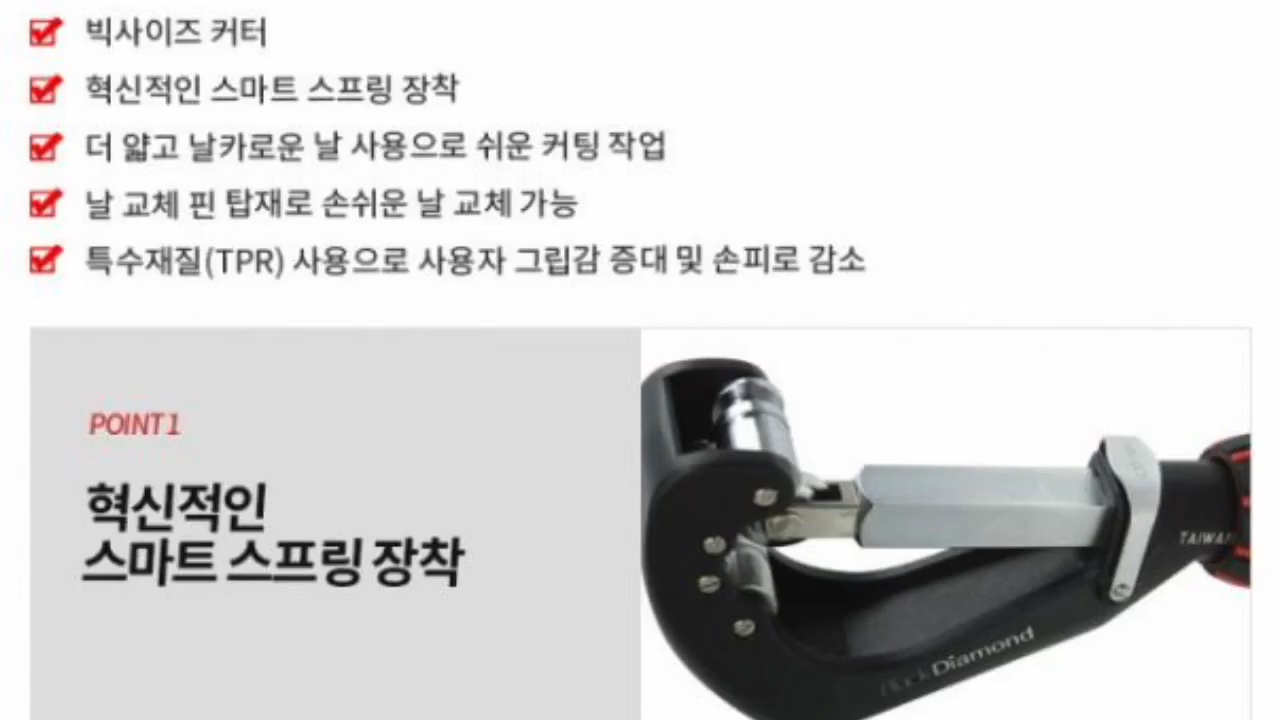 빅사이즈 커터
혁신적인 스마트 스프링 장착
더 얇고 날카로운 날 사용으로 쉬운 커팅 작업
날 교체 핀 탑재로 손쉬운 날 교체 가능
특수재질(TPR) 사용으로 사용자 그립감 증대 및 손피로 감소
POINT 1
혁신적인
스마트 스프링 장착
TAIWAN
Diamond